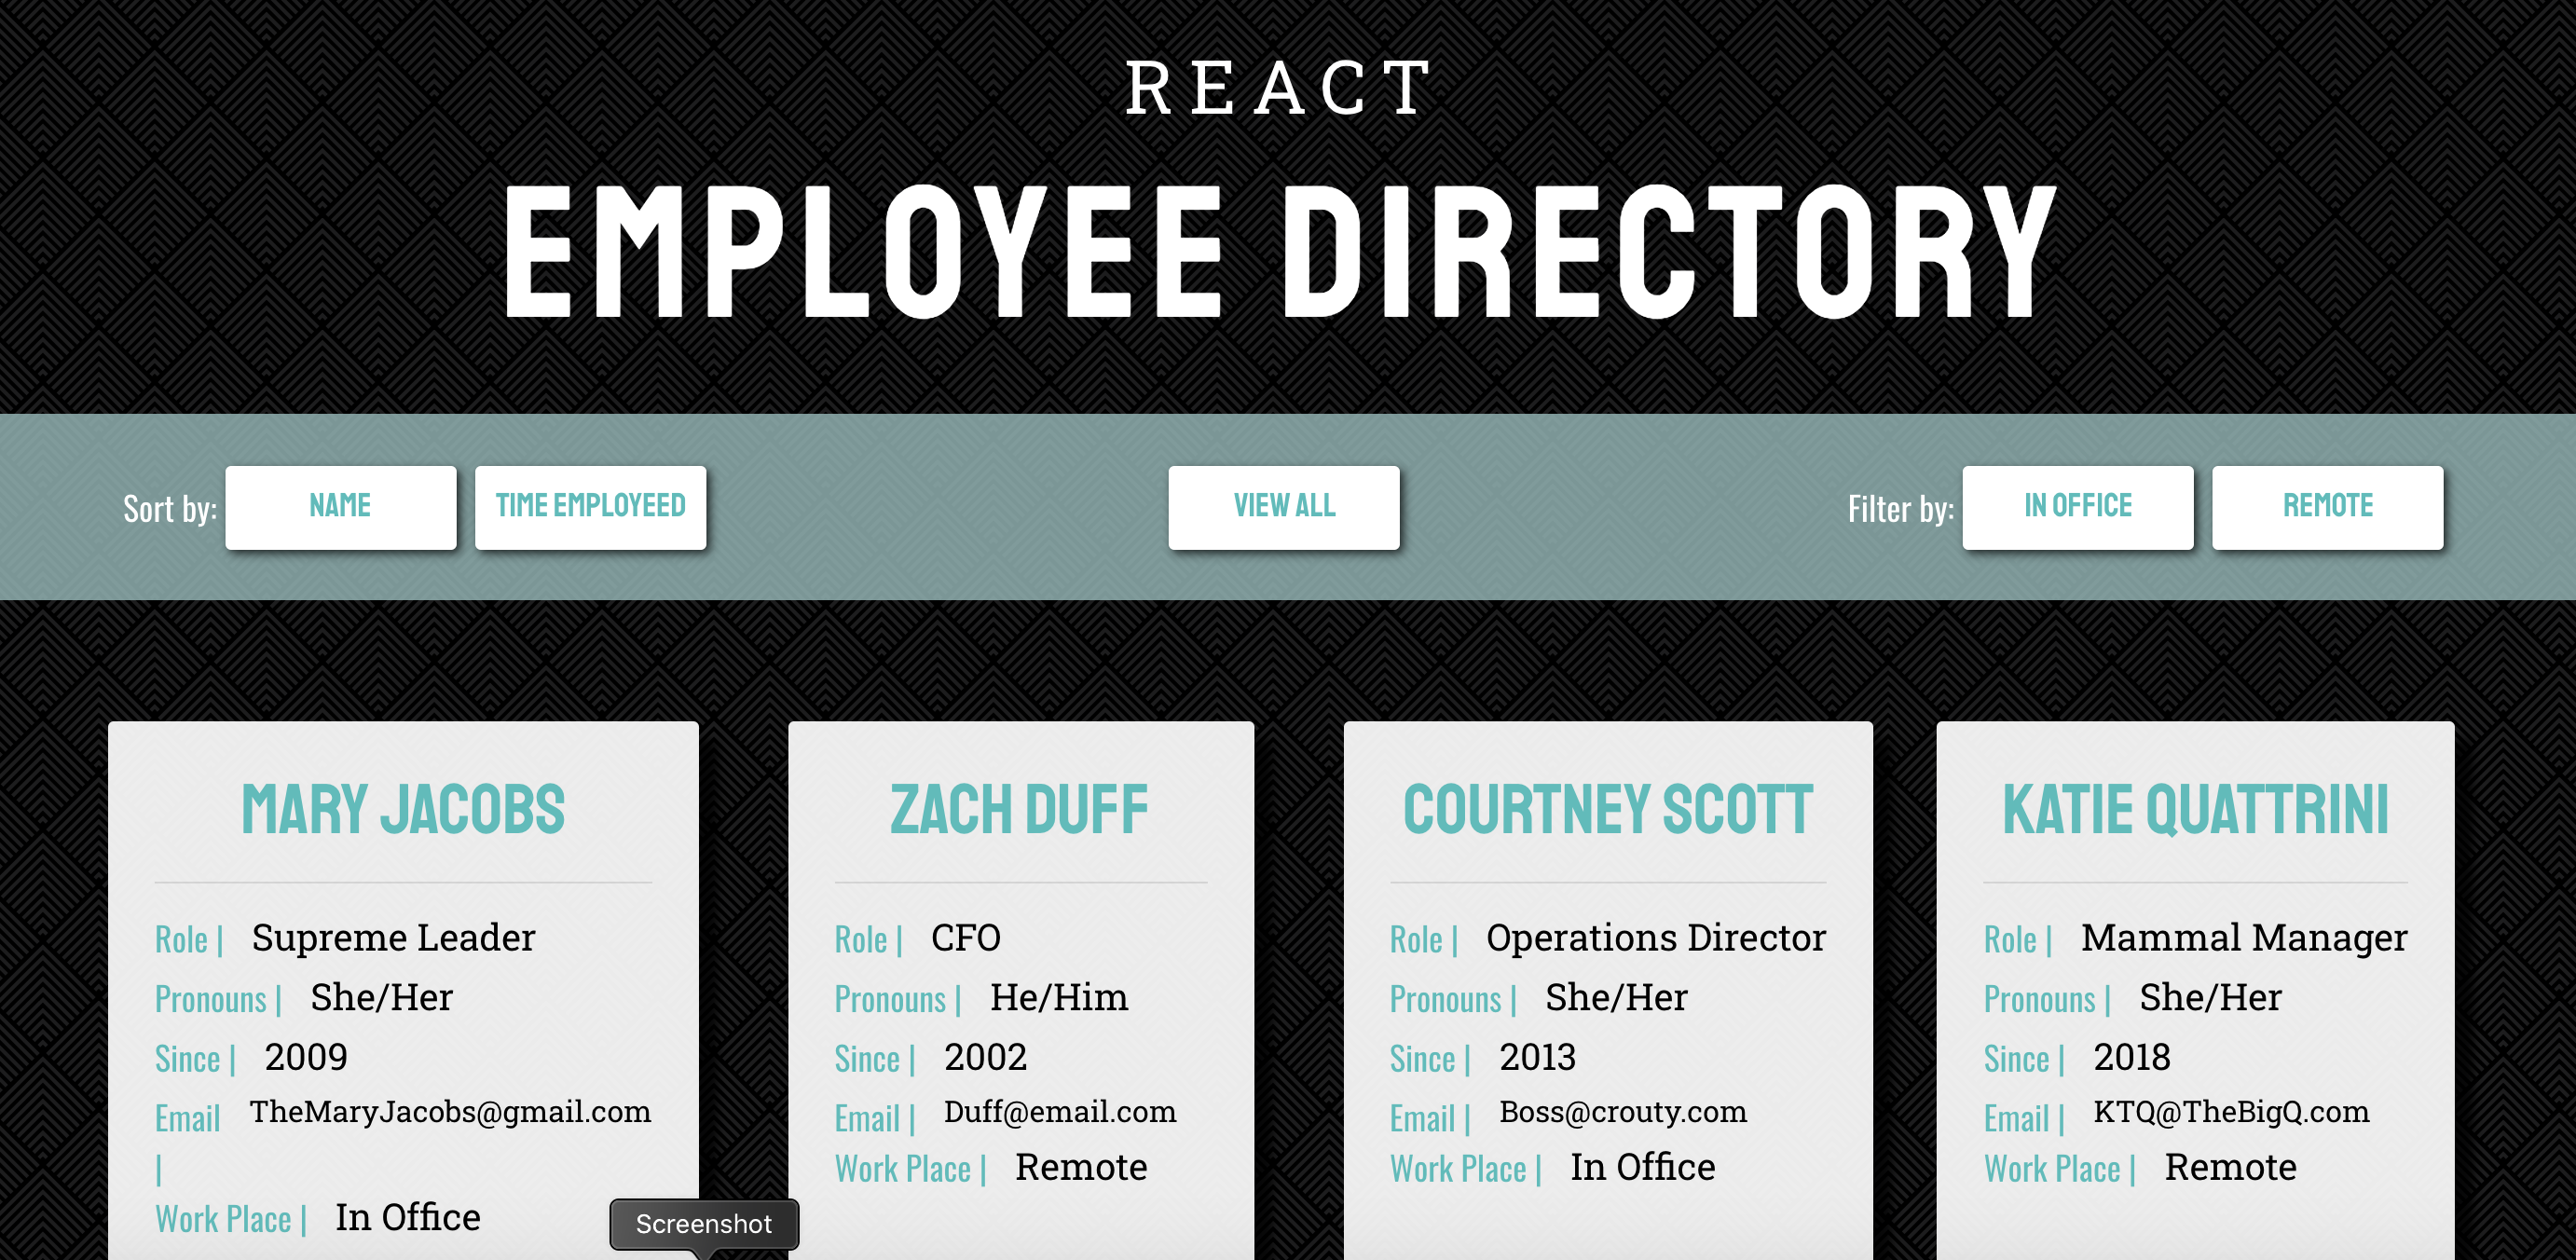 REACT
EMPLOYEE DIRECTORY
Sort by: NAME TIME EMPLOYEED VIEW ALL Filter by: IN OFFICE REMOTE
MARY JACOBS
Role | Supreme Leader
Pronouns | She/Her
Since | 2009
Email | TheMaryJacobs@gmail.com
Work Place | In Office
ZACH DUFF
Role | CFO
Pronouns | He/Him
Since | 2002
Email | Duff@email.com
Work Place | Remote
COURTNEY SCOTT
Role | Operations Director
Pronouns | She/Her
Since | 2013
Email | Boss@crouty.com
Work Place | In Office
KATIE QUATTRINI
Role | Mammal Manager
Pronouns | She/Her
Since | 2018
Email | KTQ@TheBigQ.com
Work Place | Remote
Screenshot